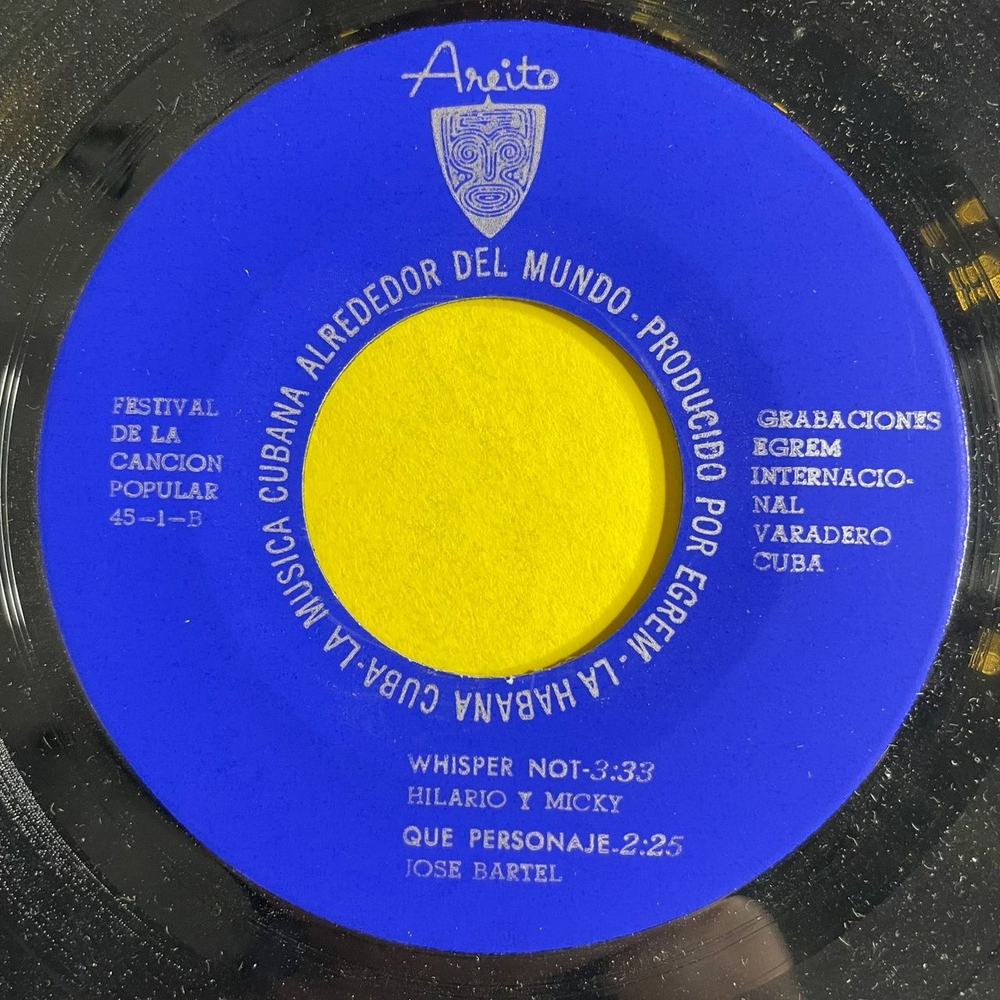 Areito
LA MUSICA CUBANA ALREDEDOR DEL MUNDO · PRODUCIDO POR EGREM · LA HABANA CUBA ·
FESTIVAL
DE LA
CANCION
POPULAR
45-1-B
GRABACIONES
EGREM
INTERNACIO-
NAL
VARADERO
CUBA
WHISPER NOT-3:33
HILARIO Y MICKY
QUE PERSONAJE-2:25
JOSE BARTEL